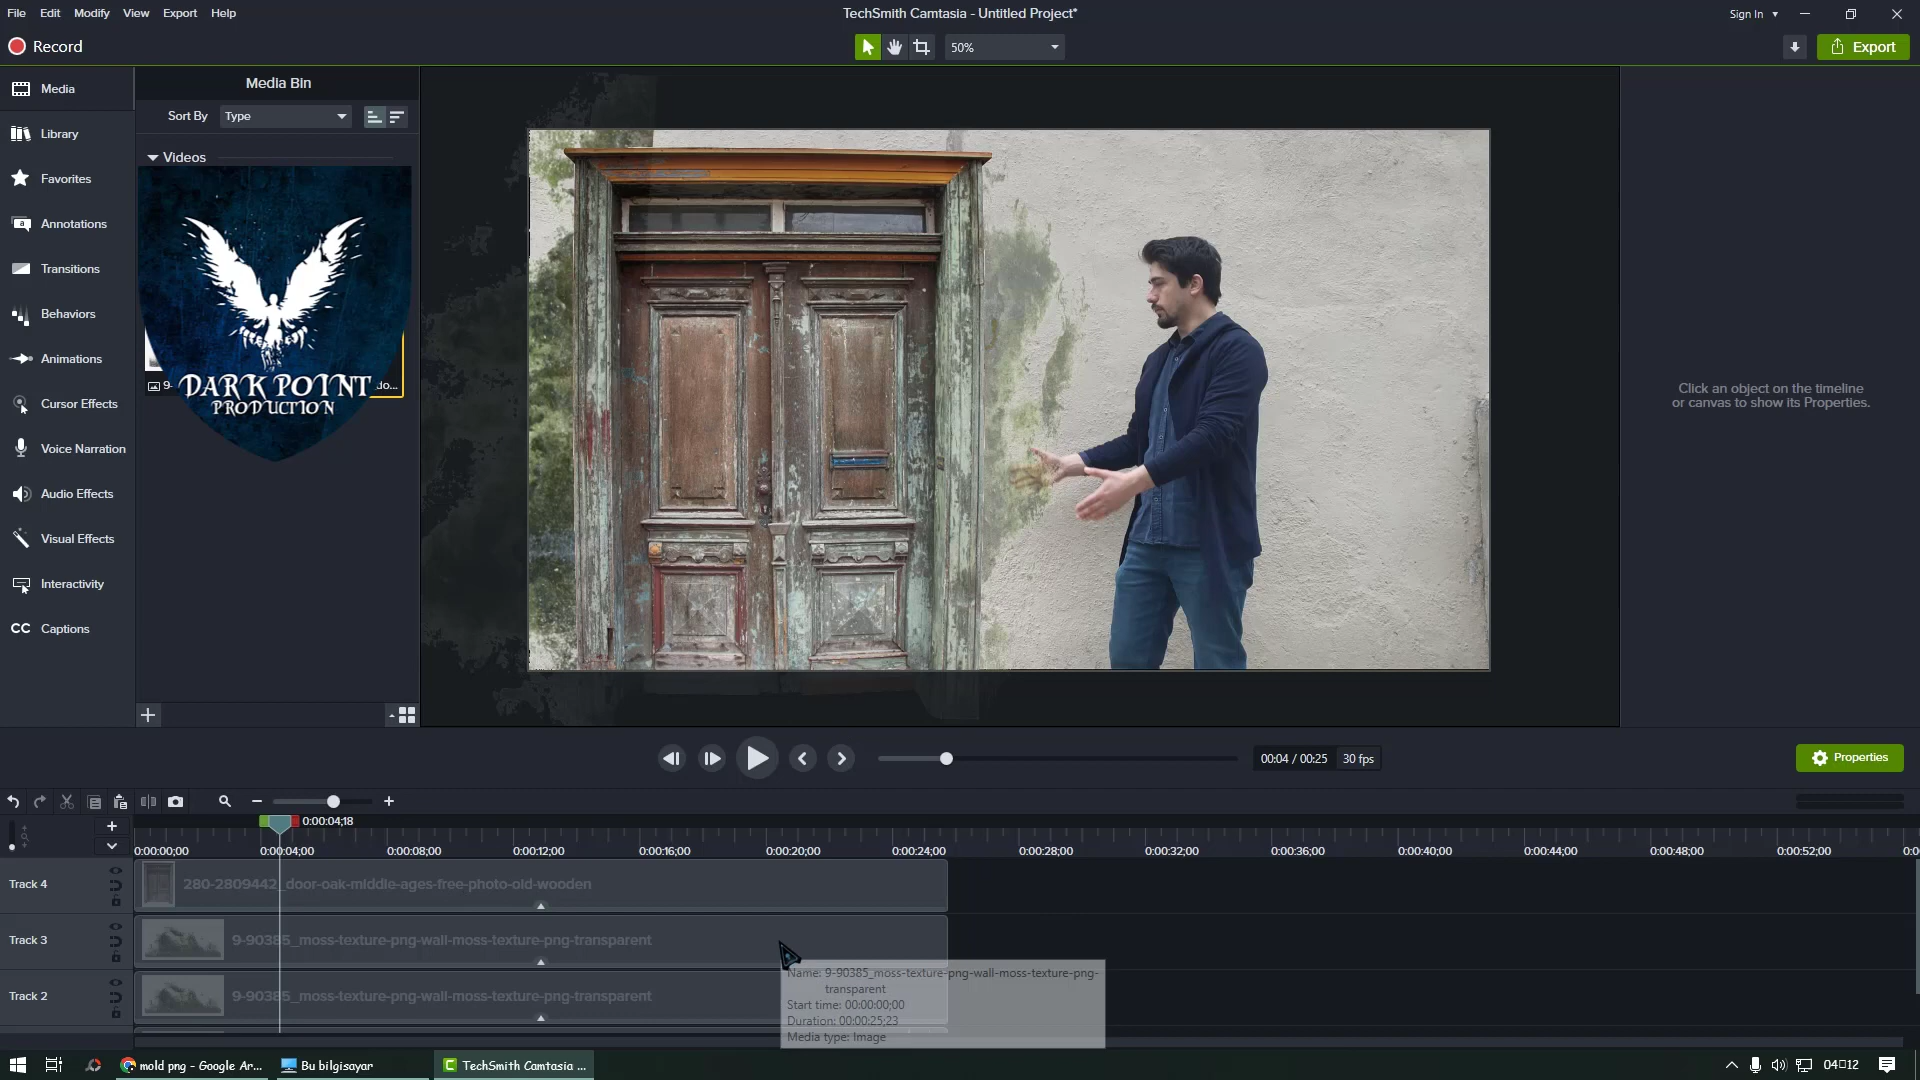 File Edit Modify View Export Help
TechSmith Camtasia - Untitled Project*
Sign In
Record
50%
Export
Media
Library
Favorites
Annotations
Transitions
Behaviors
Animations
Cursor Effects
Voice Narration
Audio Effects
Visual Effects
Interactivity
CC Captions
Media Bin
Sort By Type
Videos
DARK POINT
PRODUCTION
9-
do...
Click an object on the timeline
or canvas to show its Properties.
00:04 / 00:25 30 fps
Properties
0:00:04;18
0:00:00;00 0:00:04;00 0:00:08;00 0:00:12;00 0:00:16;00 0:00:20;00 0:00:24;00 0:00:28;00 0:00:32;00 0:00:36;00 0:00:40;00 0:00:44;00 0:00:48;00 0:00:52;00 0:0
Track 4 280-2809442_door-oak-middle-ages-free-photo-old-wooden
Track 3 9-90385_moss-texture-png-wall-moss-texture-png-transparent
Track 2 9-90385_moss-texture-png-wall-moss-texture-png-transparent
Name: 9-90385_moss-texture-png-wall-moss-texture-png-
transparent
Start time: 00:00:00;00
Duration: 00:00:25;23
Media type: Image
mold png - Google Ar...
Bu bilgisayar
TechSmith Camtasia ...
04□12